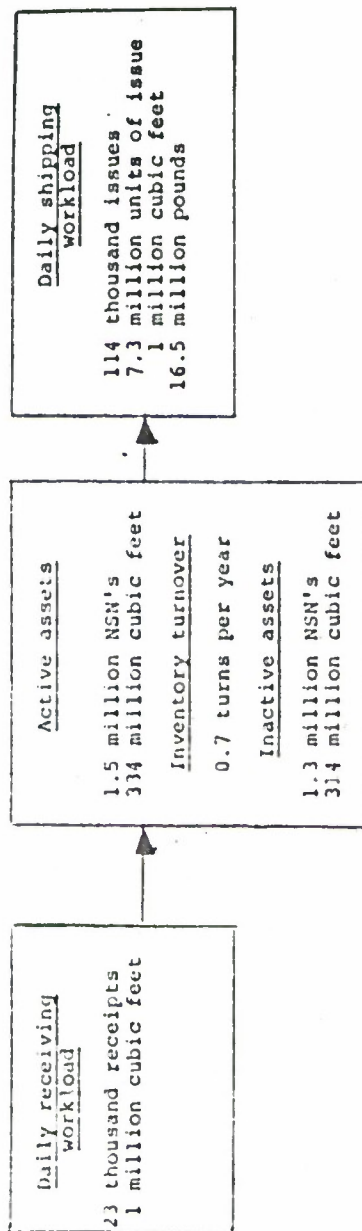 Daily receiving
workload
23 thousand receipts
1 million cubic feet
Active assets
1.5 million NSN's
334 million cubic feet
Inventory turnover
0.7 turns per year
Inactive assets
1.3 million NSN's
314 million cubic feet
Daily shipping
workload
114 thousand issues
7.3 million units of issue
1 million cubic feet
16.5 million pounds